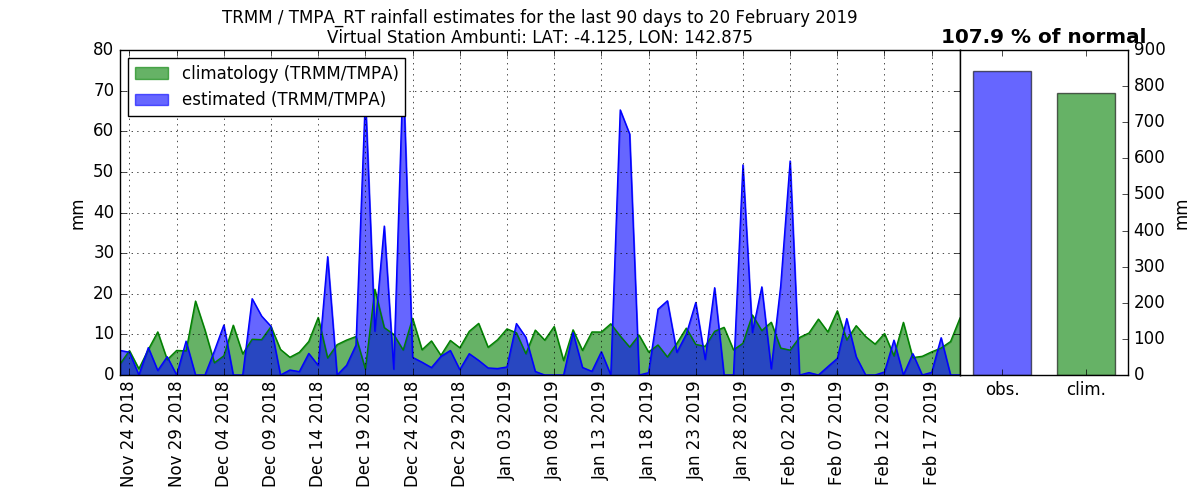 TRMM / TMPA_RT rainfall estimates for the last 90 days to 20 February 2019
Virtual Station Ambunti: LAT: -4.125, LON: 142.875
107.9 % of normal
climatology (TRMM/TMPA)
estimated (TRMM/TMPA)
mm
80
70
60
50
40
30
20
10
0
Nov 24 2018
Nov 29 2018
Dec 04 2018
Dec 09 2018
Dec 14 2018
Dec 19 2018
Dec 24 2018
Dec 29 2018
Jan 03 2019
Jan 08 2019
Jan 13 2019
Jan 18 2019
Jan 23 2019
Jan 28 2019
Feb 02 2019
Feb 07 2019
Feb 12 2019
Feb 17 2019
900
800
700
600
500
400
300
200
100
0
mm
obs.
clim.